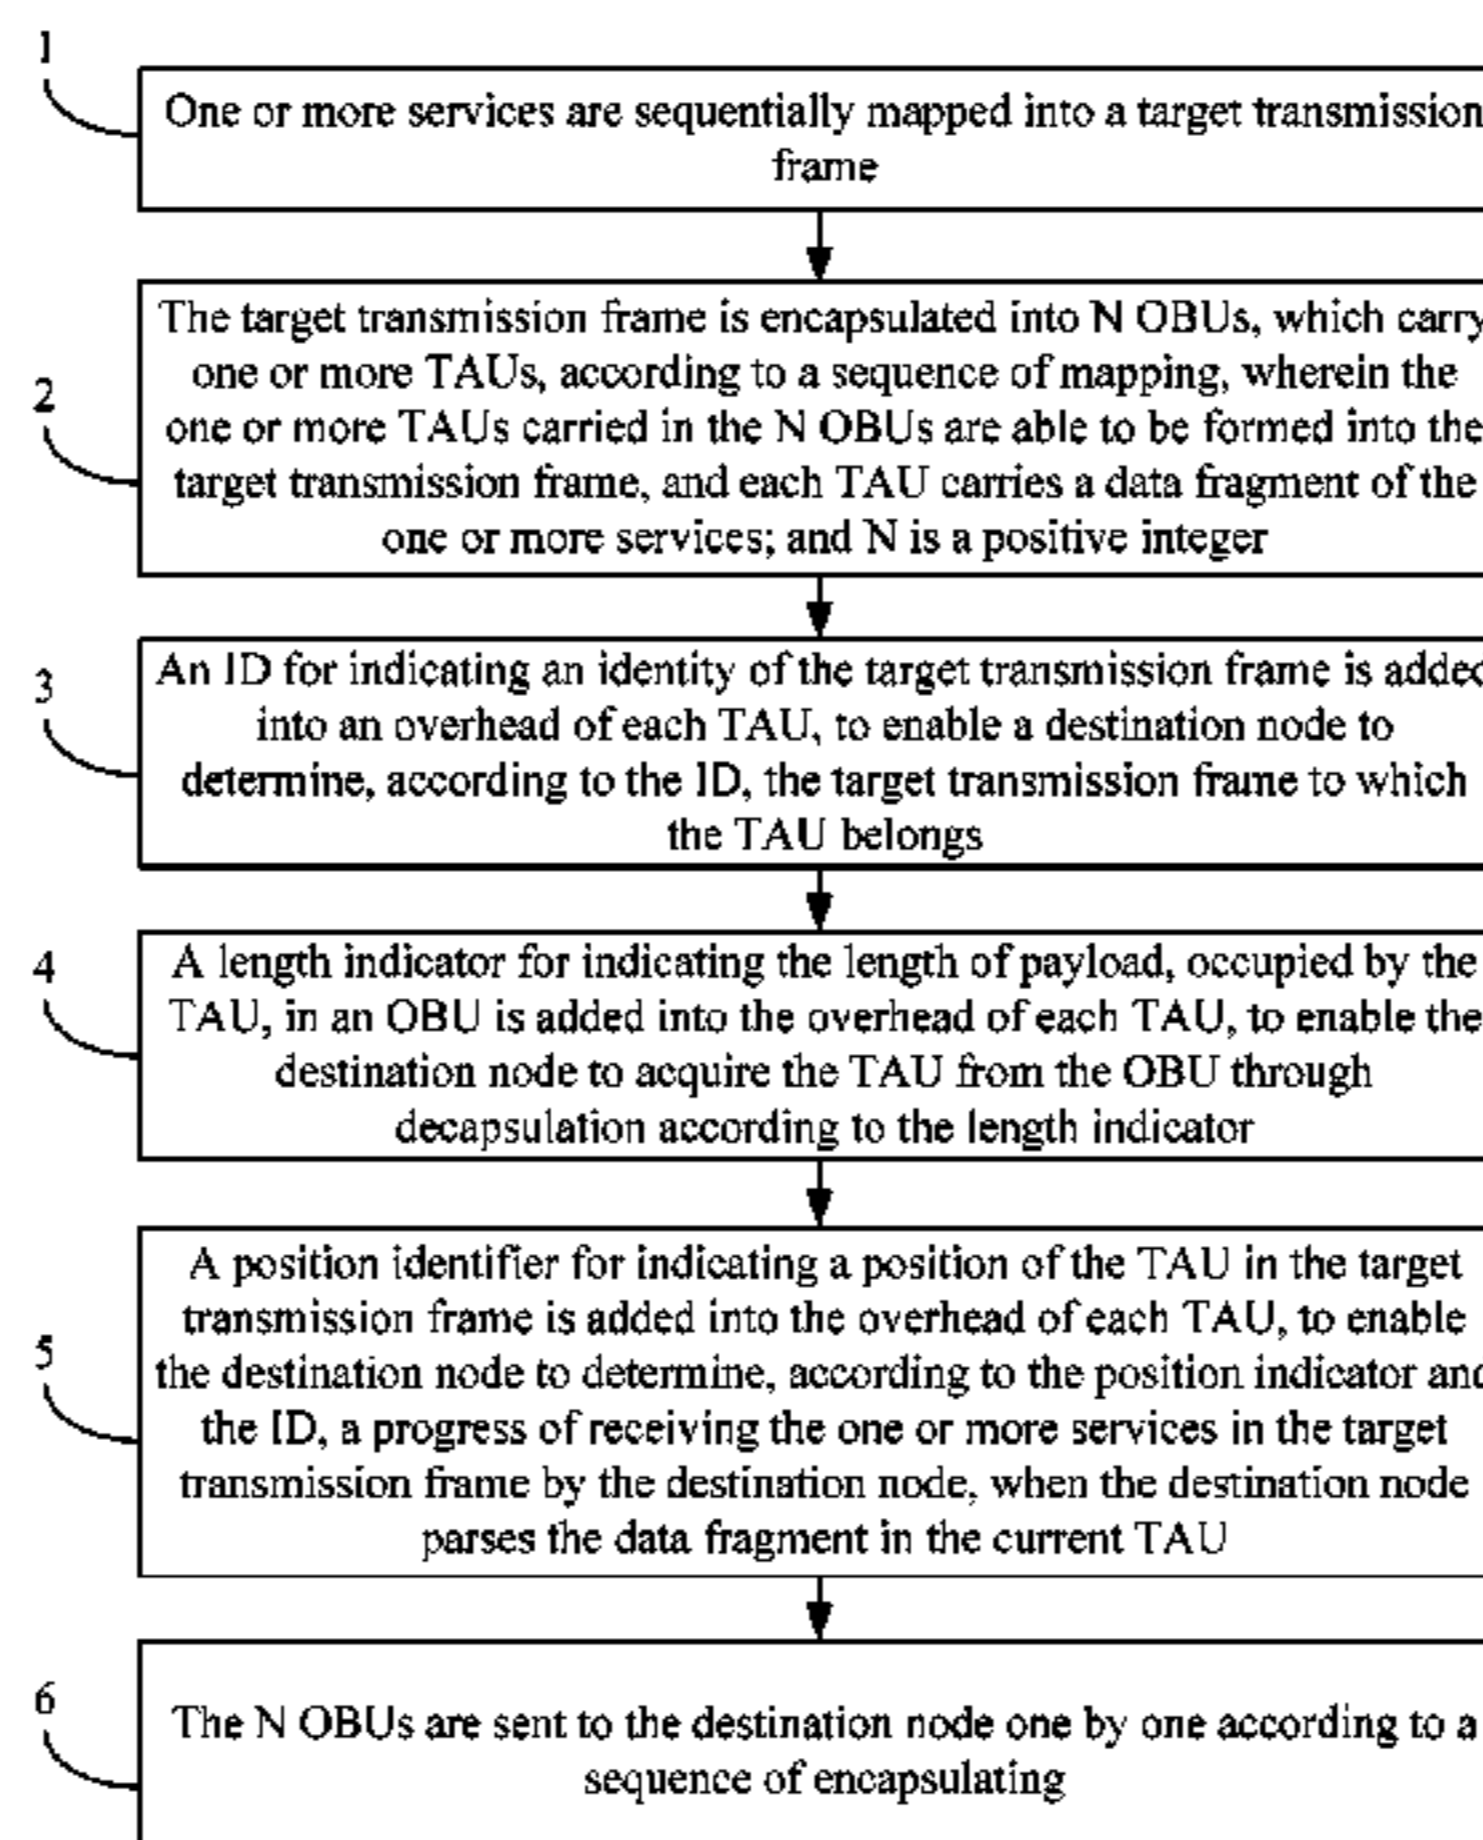 1
One or more services are sequentially mapped into a target transmission
frame
2
The target transmission frame is encapsulated into N OBUs, which carry
one or more TAUs, according to a sequence of mapping, wherein the
one or more TAUs carried in the N OBUs are able to be formed into the
target transmission frame, and each TAU carries a data fragment of the
one or more services; and N is a positive integer
3
An ID for indicating an identity of the target transmission frame is added
into an overhead of each TAU, to enable a destination node to
determine, according to the ID, the target transmission frame to which
the TAU belongs
4
A length indicator for indicating the length of payload, occupied by the
TAU, in an OBU is added into the overhead of each TAU, to enable the
destination node to acquire the TAU from the OBU through
decapsulation according to the length indicator
5
A position identifier for indicating a position of the TAU in the target
transmission frame is added into the overhead of each TAU, to enable
the destination node to determine, according to the position indicator and
the ID, a progress of receiving the one or more services in the target
transmission frame by the destination node, when the destination node
parses the data fragment in the current TAU
6
The N OBUs are sent to the destination node one by one according to a
sequence of encapsulating